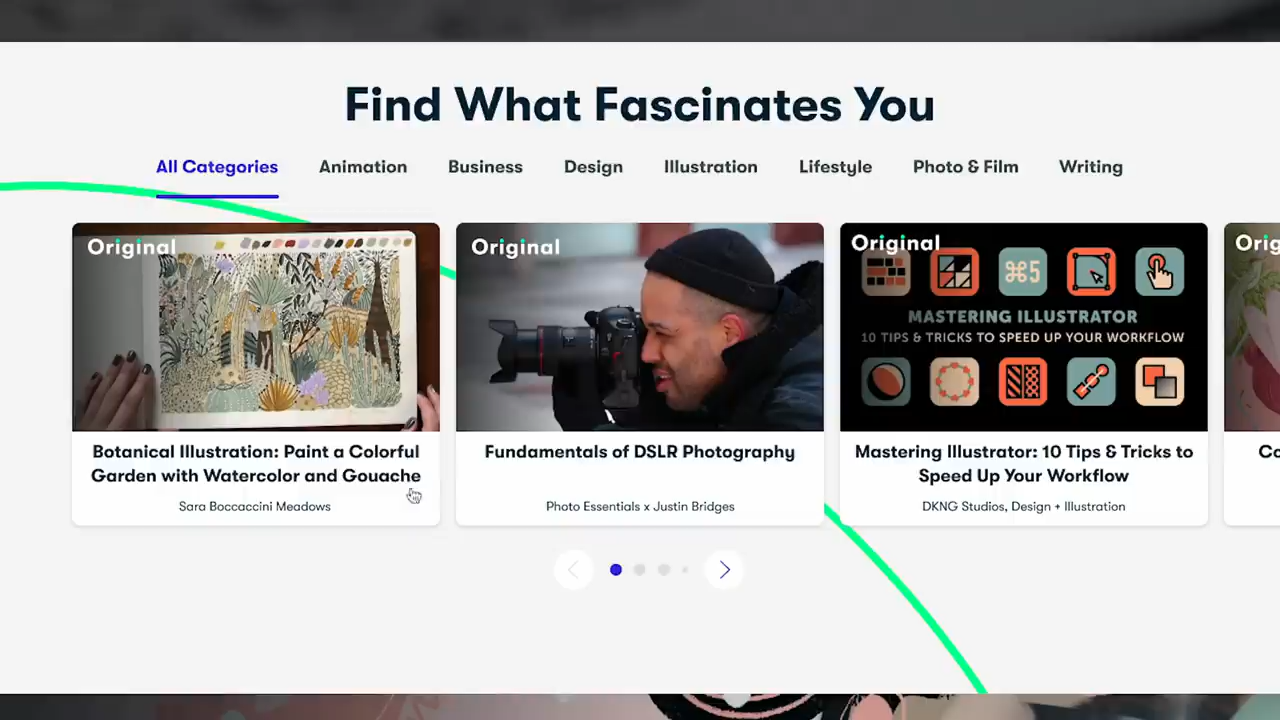 Find What Fascinates You
All Categories Animation Business Design Illustration Lifestyle Photo & Film Writing
Original
Botanical Illustration: Paint a Colorful
Garden with Watercolor and Gouache
Sara Boccaccini Meadows
Original
Fundamentals of DSLR Photography
Photo Essentials x Justin Bridges
Original
⌘5
MASTERING ILLUSTRATOR
10 TIPS & TRICKS TO SPEED UP YOUR WORKFLOW
Mastering Illustrator: 10 Tips & Tricks to
Speed Up Your Workflow
DKNG Studios, Design + Illustration
Orig
Co